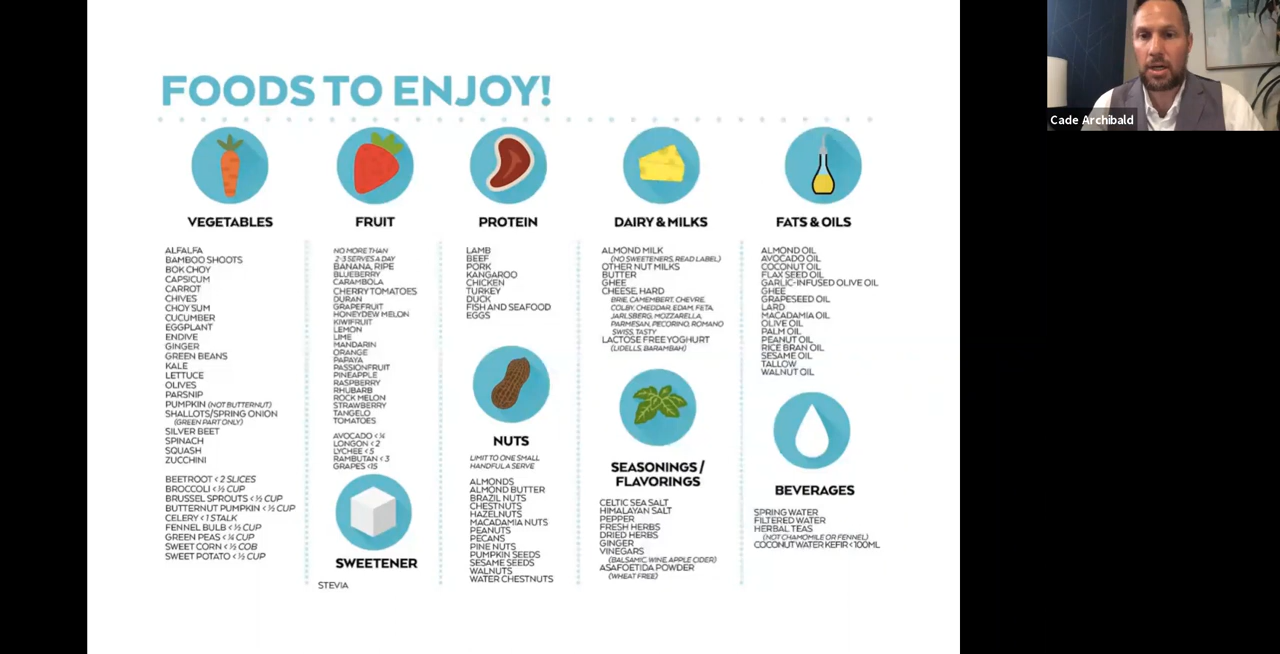 FOODS TO ENJOY!
VEGETABLES
ALFALFA
BAMBOO SHOOTS
BOK CHOY
CAPSICUM
CARROT
CHIVES
CHOY SUM
CUCUMBER
EGGPLANT
ENDIVE
GINGER
GREEN BEANS
KALE
LETTUCE
OLIVES
PARSNIP
PUMPKIN (NOT BUTTERNUT)
SHALLOTS/SPRING ONION
(GREEN PART ONLY)
SILVER BEET
SPINACH
SQUASH
ZUCCHINI
BEETROOT < 2 SLICES
BROCCOLI < ½ CUP
BRUSSEL SPROUTS < ½ CUP
BUTTERNUT PUMPKIN < ½ CUP
CELERY < 1 STALK
FENNEL BULB < ½ CUP
GREEN PEAS < ¼ CUP
SWEET CORN < ½ COB
SWEET POTATO < ½ CUP
FRUIT
NO MORE THAN
2-3 SERVES A DAY
BANANA, RIPE
BLUEBERRY
CARAMBOLA
CHERRY TOMATOES
DURAN
GRAPEFRUIT
HONEYDEW MELON
KIWIFRUIT
LEMON
LIME
MANDARIN
ORANGE
PAPAYA
PASSIONFRUIT
PINEAPPLE
RASPBERRY
RHUBARB
ROCK MELON
STRAWBERRY
TANGELO
TOMATOES
AVOCADO < ¼
LONGON < 2
LYCHEE < 5
RAMBUTAN < 3
GRAPES <15
SWEETENER
STEVIA
PROTEIN
LAMB
BEEF
PORK
KANGAROO
CHICKEN
TURKEY
DUCK
FISH AND SEAFOOD
EGGS
NUTS
LIMIT TO ONE SMALL
HANDFUL A SERVE
ALMONDS
ALMOND BUTTER
BRAZIL NUTS
CHESTNUTS
HAZELNUTS
MACADAMIA NUTS
PEANUTS
PECANS
PINE NUTS
PUMPKIN SEEDS
SESAME SEEDS
WALNUTS
WATER CHESTNUTS
DAIRY & MILKS
ALMOND MILK
(NO SWEETENERS, READ LABEL)
OTHER NUT MILKS
BUTTER
GHEE
CHEESE, HARD
BRIE, CAMEMBERT, CHEVRE,
COLBY, CHEDDAR, EDAM, FETA,
JARLSBERG, MOZZARELLA,
PARMESAN, PECORINO, ROMANO
SWISS, TASTY
LACTOSE FREE YOGHURT
(LIDELLS, BARAMBAH)
SEASONINGS /
FLAVORINGS
CELTIC SEA SALT
HIMALAYAN SALT
PEPPER
FRESH HERBS
DRIED HERBS
GINGER
VINEGARS
(BALSAMIC, WINE, APPLE CIDER)
ASAFOETIDA POWDER
(WHEAT FREE)
FATS & OILS
ALMOND OIL
AVOCADO OIL
COCONUT OIL
FLAX SEED OIL
GARLIC-INFUSED OLIVE OIL
GHEE
GRAPESEED OIL
LARD
MACADAMIA OIL
OLIVE OIL
PALM OIL
PEANUT OIL
RICE BRAN OIL
SESAME OIL
TALLOW
WALNUT OIL
BEVERAGES
SPRING WATER
FILTERED WATER
HERBAL TEAS
(NOT CHAMOMILE OR FENNEL)
COCONUT WATER KEFIR <100ML
Cade Archibald